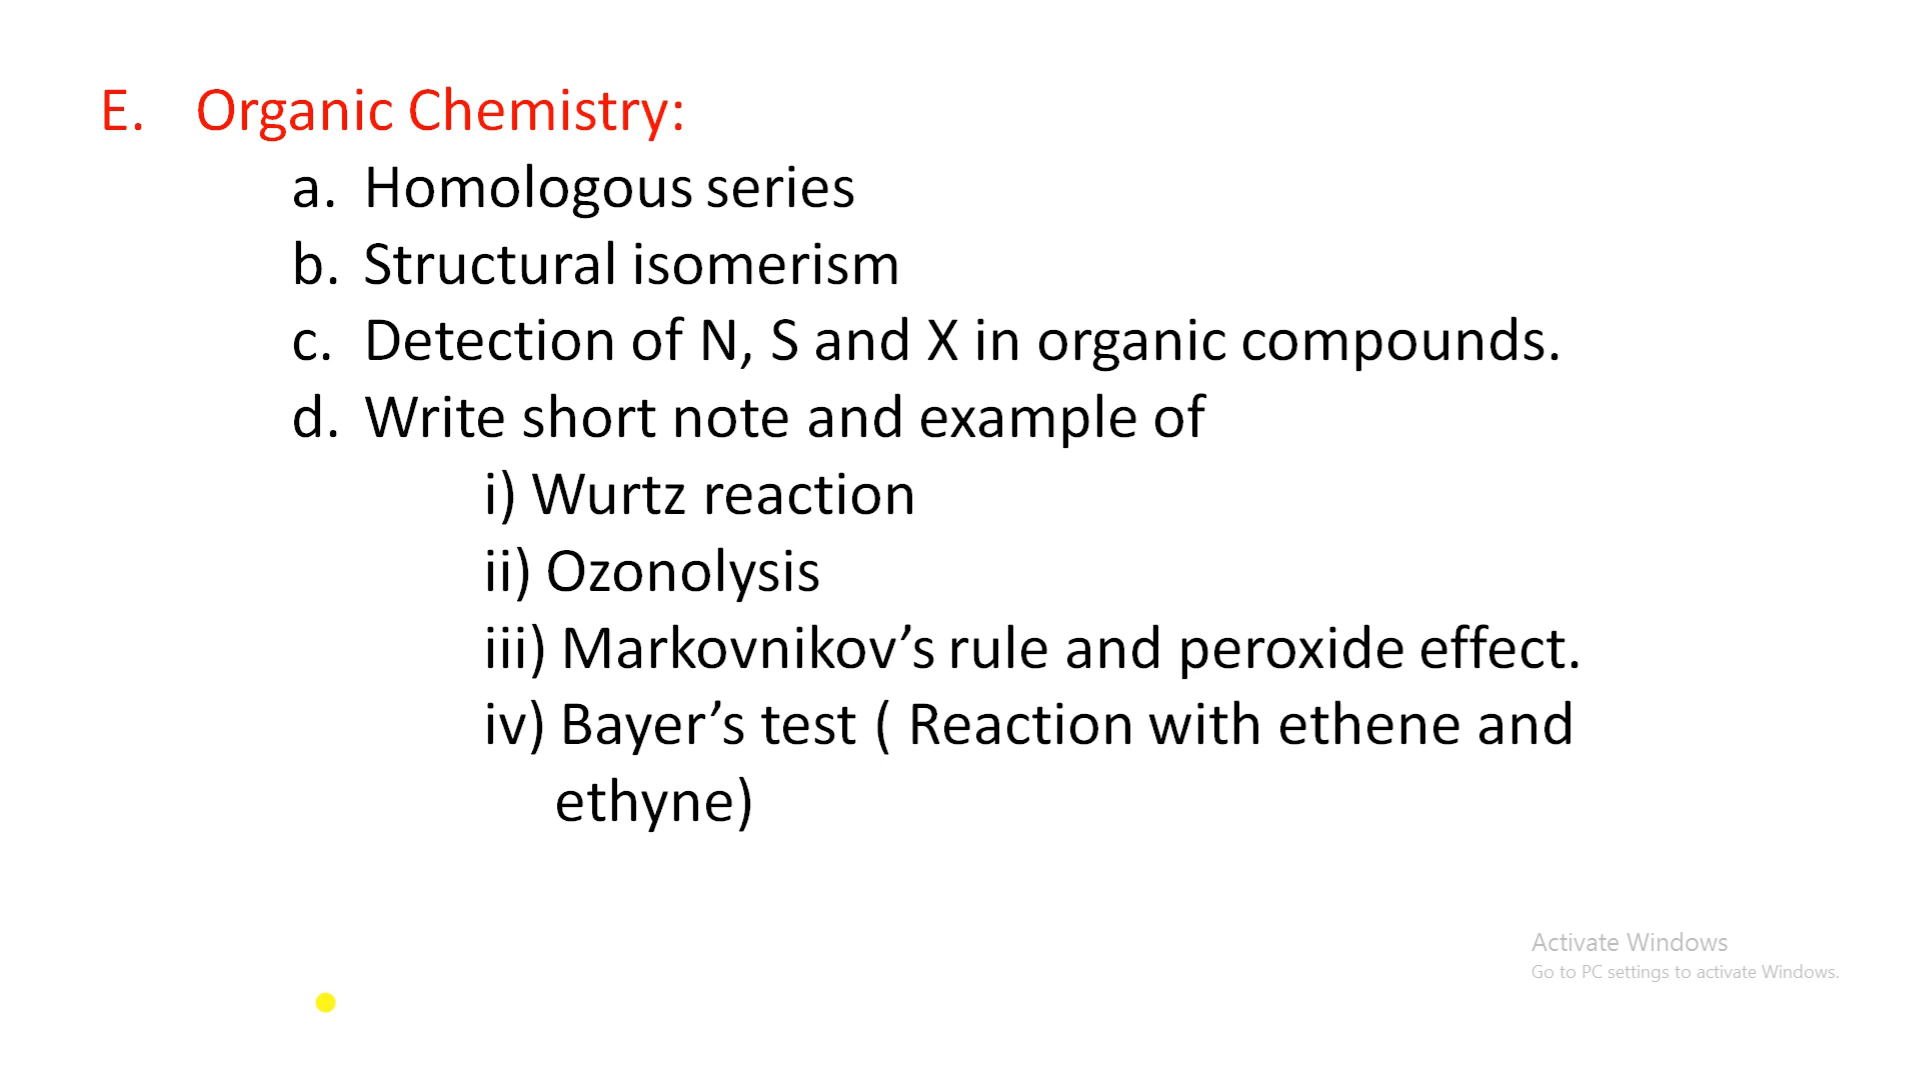 E. Organic Chemistry:
a. Homologous series
b. Structural isomerism
c. Detection of N, S and X in organic compounds.
d. Write short note and example of
i) Wurtz reaction
ii) Ozonolysis
iii) Markovnikov’s rule and peroxide effect.
iv) Bayer’s test ( Reaction with ethene and
ethyne)
Activate Windows
Go to PC settings to activate Windows.